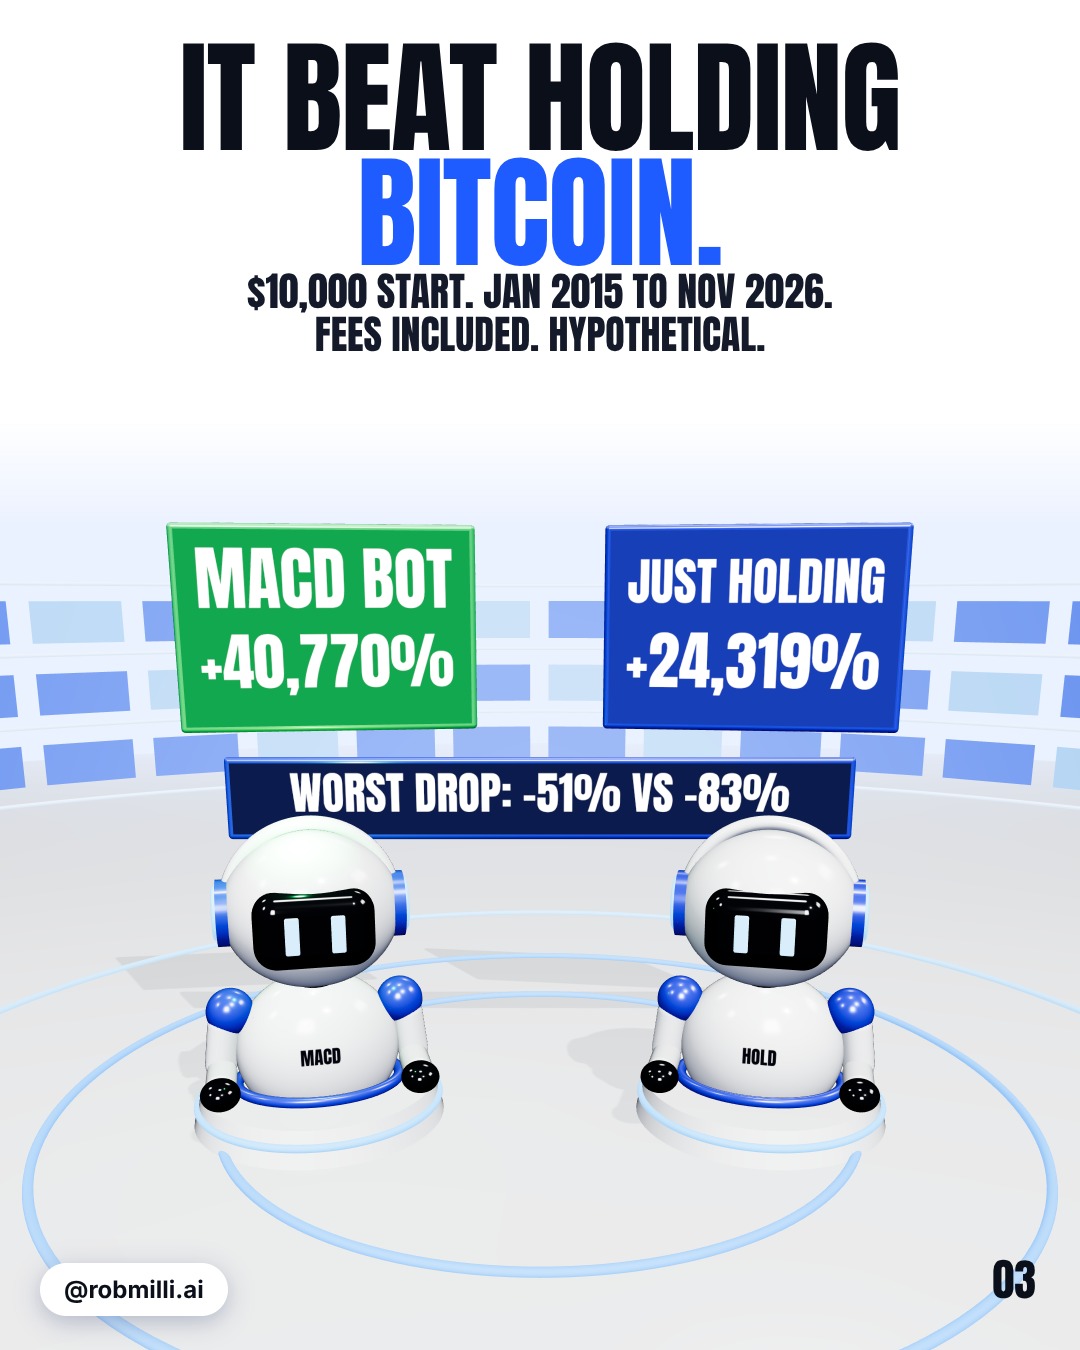 IT BEAT HOLDING
BITCOIN.
$10,000 START. JAN 2015 TO NOV 2026.
FEES INCLUDED. HYPOTHETICAL.
MACD BOT
+40,770%
JUST HOLDING
+24,319%
WORST DROP: -51% VS -83%
MACD
HOLD
@robmilli.ai
03